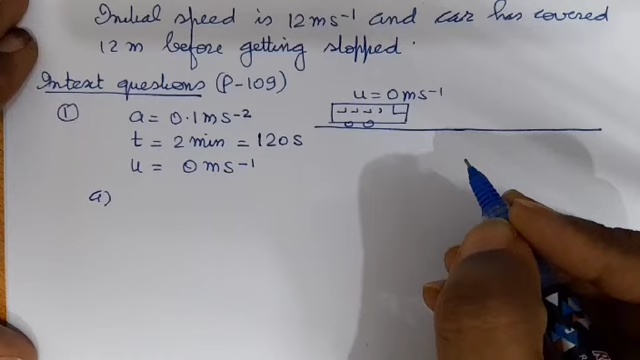 Initial speed is 12 ms⁻¹ and car has covered
12 m before getting stopped.
Intext questions (P-109)
① a = 0.1 ms⁻²
u = 0 ms⁻¹
t = 2 min = 120 s
u = 0 ms⁻¹
a)